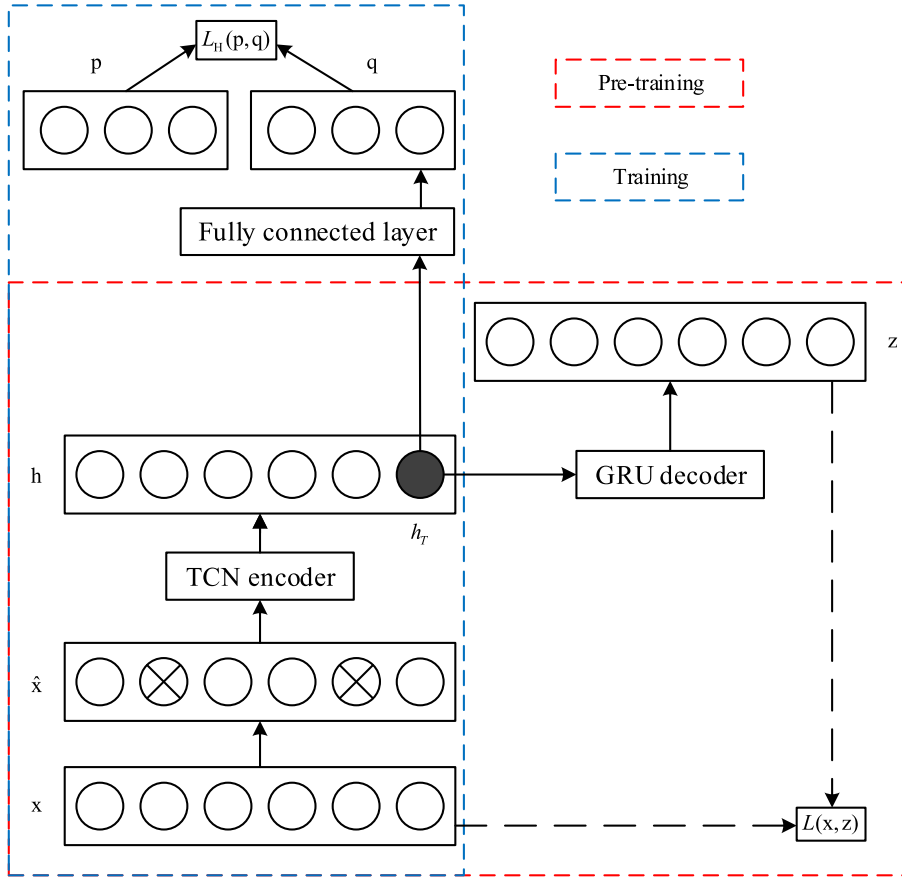 L_H(p,q)
p
q
Pre-training
Training
Fully connected layer
z
h
GRU decoder
h_T
TCN encoder
x̂
x
L(x,z)